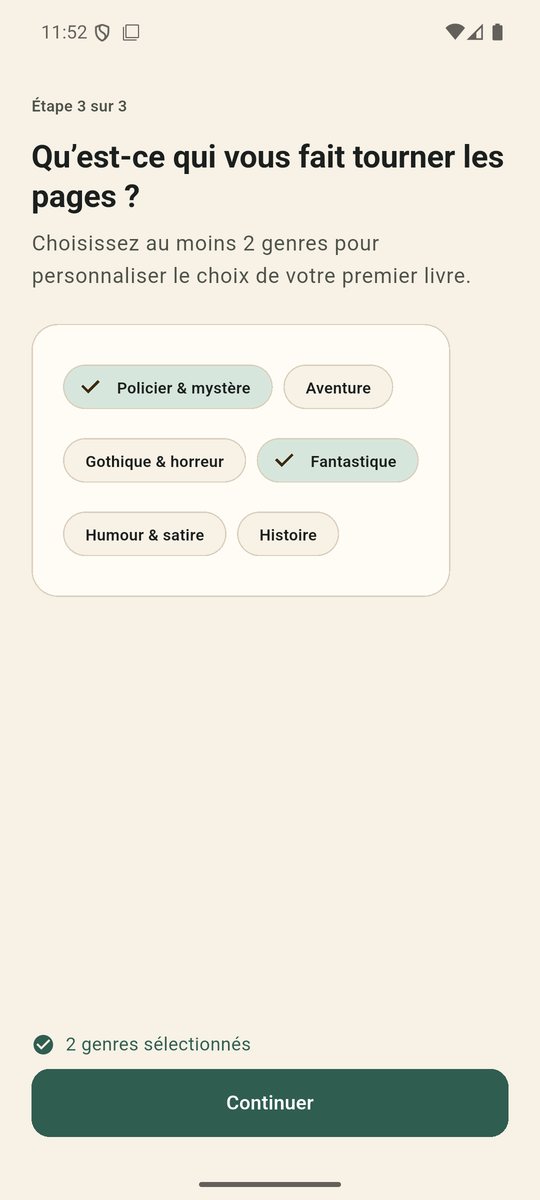 11:52
Étape 3 sur 3
Qu’est-ce qui vous fait tourner les
pages ?
Choisissez au moins 2 genres pour
personnaliser le choix de votre premier livre.
Policier & mystère
Aventure
Gothique & horreur
Fantastique
Humour & satire
Histoire
2 genres sélectionnés
Continuer